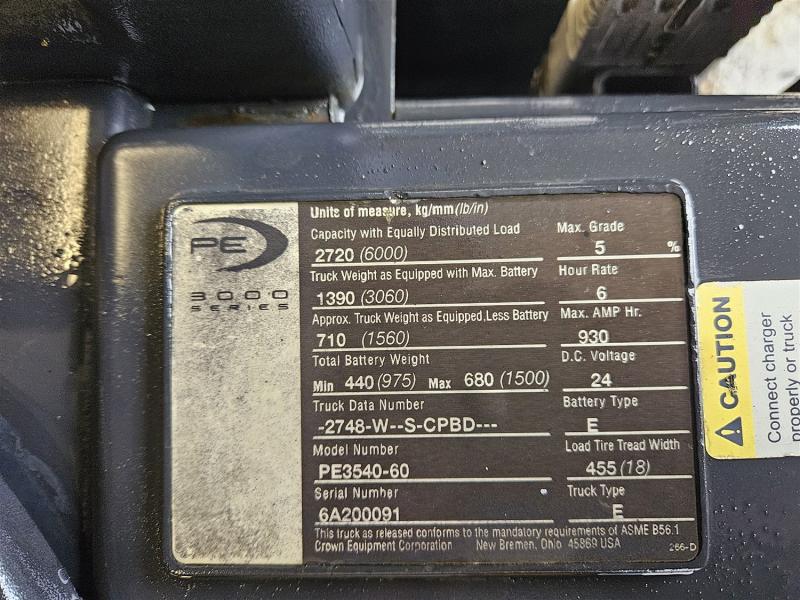 PE
3000
SERIES
Units of measure, kg/mm(lb/in)
Capacity with Equally Distributed Load
2720 (6000)
Truck Weight as Equipped with Max. Battery
1390 (3060)
Approx. Truck Weight as Equipped, Less Battery
710 (1560)
Total Battery Weight
Min 440 (975) Max 680 (1500)
Truck Data Number
-2748-W--S-CPBD---
Model Number
PE3540-60
Serial Number
6A200091
Max. Grade
5 %
Hour Rate
6
Max. AMP Hr.
930
D.C. Voltage
24
Battery Type
E
Load Tire Tread Width
455 (18)
Truck Type
E
This truck as released conforms to the mandatory requirements of ASME B56.1
Crown Equipment Corporation New Bremen, Ohio 45869 USA
266-D
CAUTION
Connect charger
properly or truck